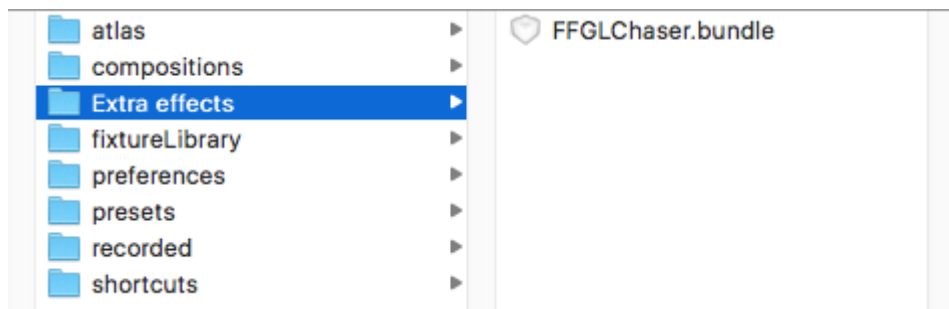 atlas
compositions
Extra effects
fixtureLibrary
preferences
presets
recorded
shortcuts
FFGLChaser.bundle